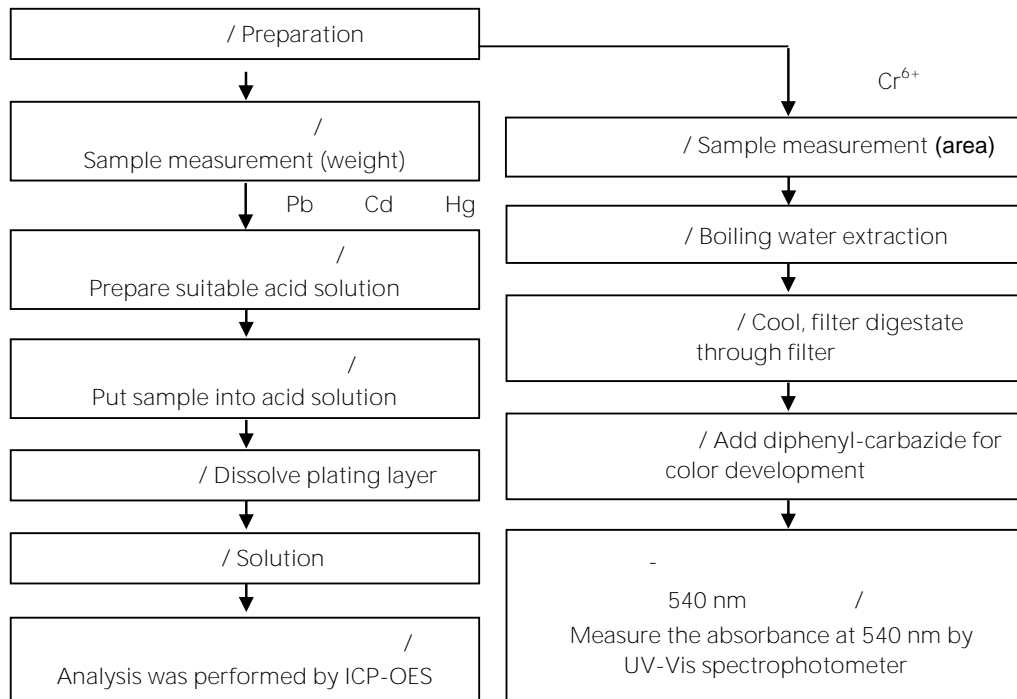 / Preparation
/
Sample measurement (weight)
Pb Cd Hg
/
Prepare suitable acid solution
/
Put sample into acid solution
/ Dissolve plating layer
/ Solution
/
Analysis was performed by ICP-OES
Cr6+
/ Sample measurement (area)
/ Boiling water extraction
/ Cool, filter digestate
through filter
/ Add diphenyl-carbazide for
color development
-
540 nm /
Measure the absorbance at 540 nm by
UV-Vis spectrophotometer